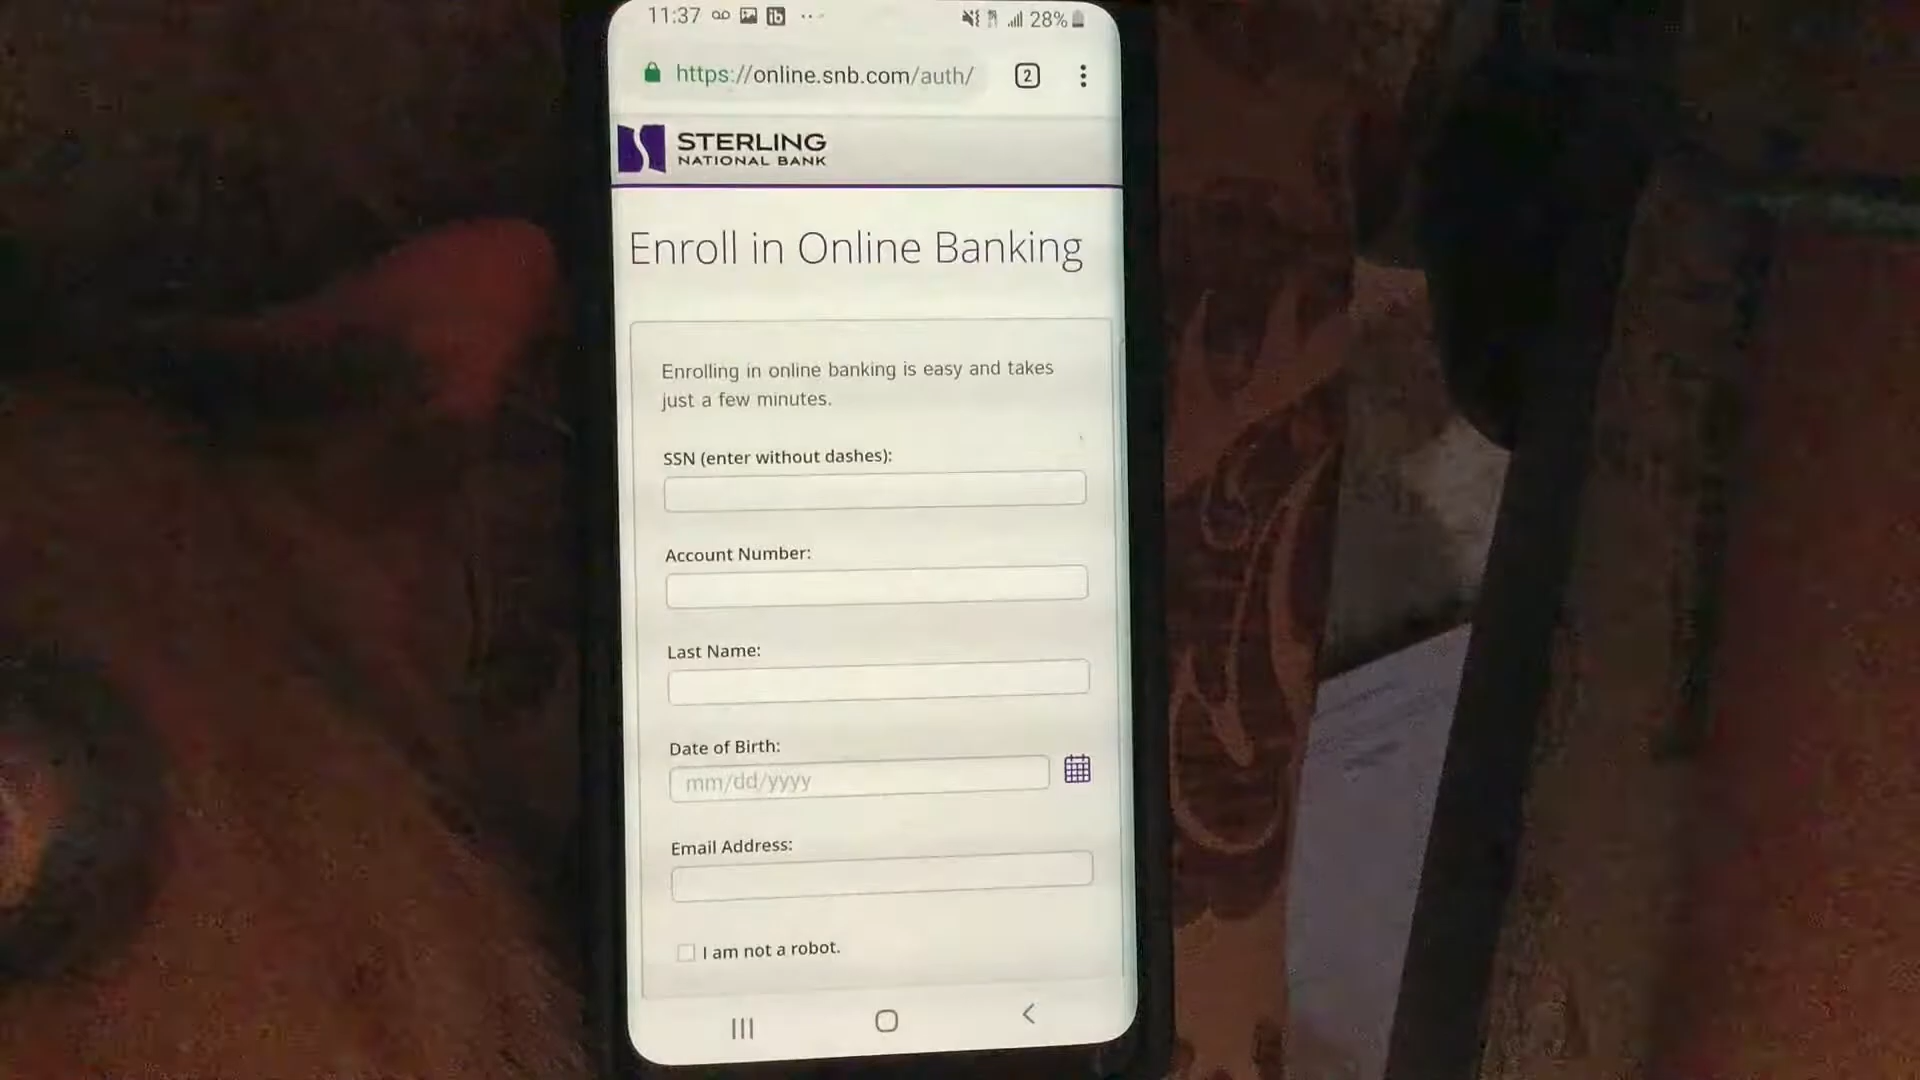 11:37 28%
https://online.snb.com/auth/ 2
STERLING
NATIONAL BANK
Enroll in Online Banking
Enrolling in online banking is easy and takes
just a few minutes.
SSN (enter without dashes):
Account Number:
Last Name:
Date of Birth:
mm/dd/yyyy
Email Address:
I am not a robot.